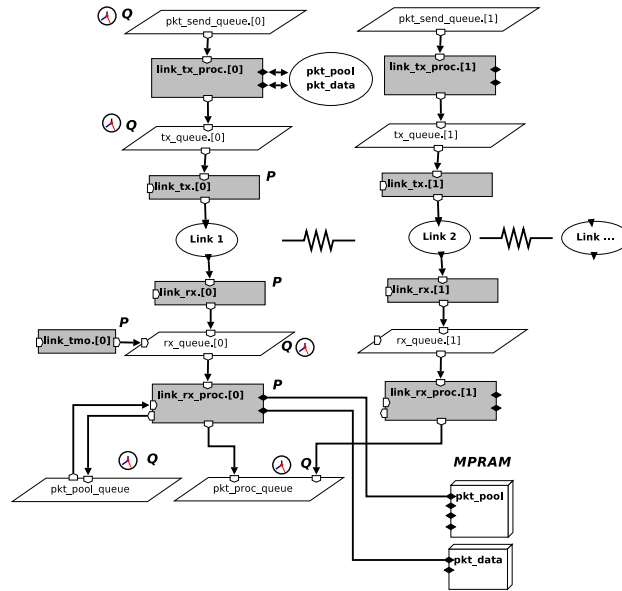 Q
pkt_send_queue.[0]
pkt_send_queue.[1]
link_tx_proc.[0]
pkt_pool
pkt_data
link_tx_proc.[1]
Q
tx_queue.[0]
tx_queue.[1]
P
link_tx.[0]
link_tx.[1]
Link 1
Link 2
Link ...
P
link_rx.[0]
link_rx.[1]
P
link_tmo.[0]
rx_queue.[0]
Q
rx_queue.[1]
P
link_rx_proc.[0]
link_rx_proc.[1]
Q
Q
MPRAM
pkt_pool_queue
pkt_proc_queue
pkt_pool
pkt_data